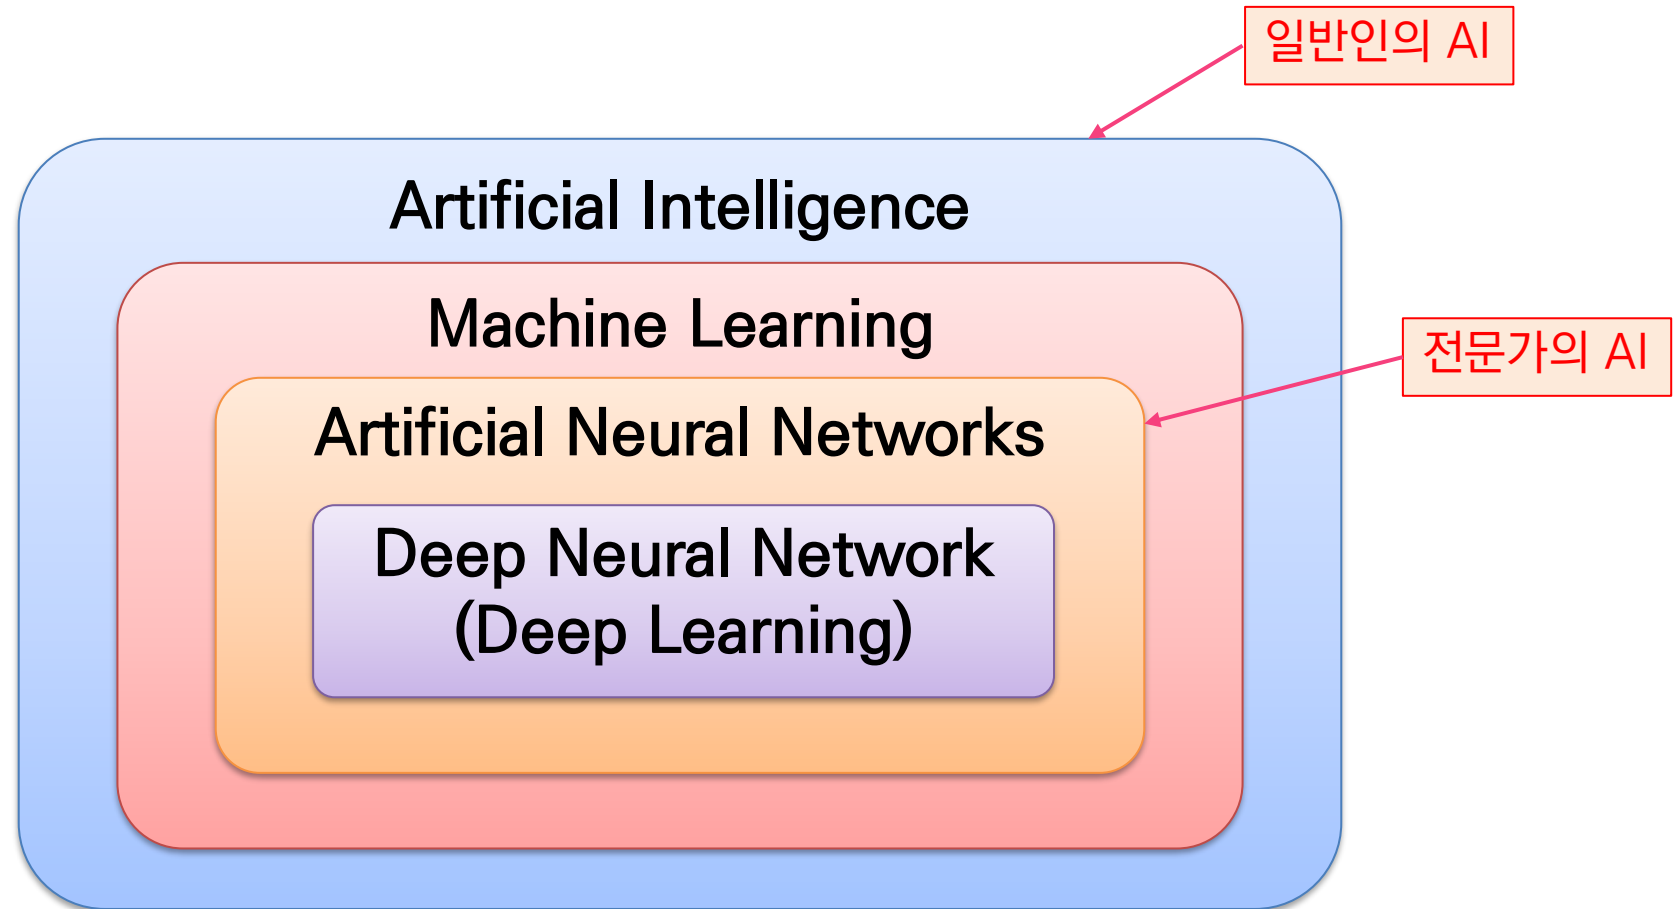 일반인의 AI
Artificial Intelligence
Machine Learning
전문가의 AI
Artificial Neural Networks
Deep Neural Network
(Deep Learning)